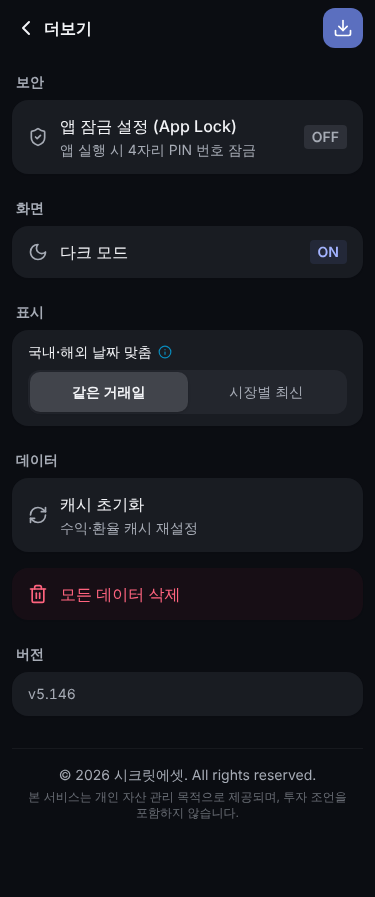 더보기
보안
앱 잠금 설정 (App Lock)
앱 실행 시 4자리 PIN 번호 잠금
OFF
화면
다크 모드
ON
표시
국내·해외 날짜 맞춤
같은 거래일
시장별 최신
데이터
캐시 초기화
수익·환율 캐시 재설정
모든 데이터 삭제
버전
v5.146
© 2026 시크릿에셋. All rights reserved.
본 서비스는 개인 자산 관리 목적으로 제공되며, 투자 조언을
포함하지 않습니다.